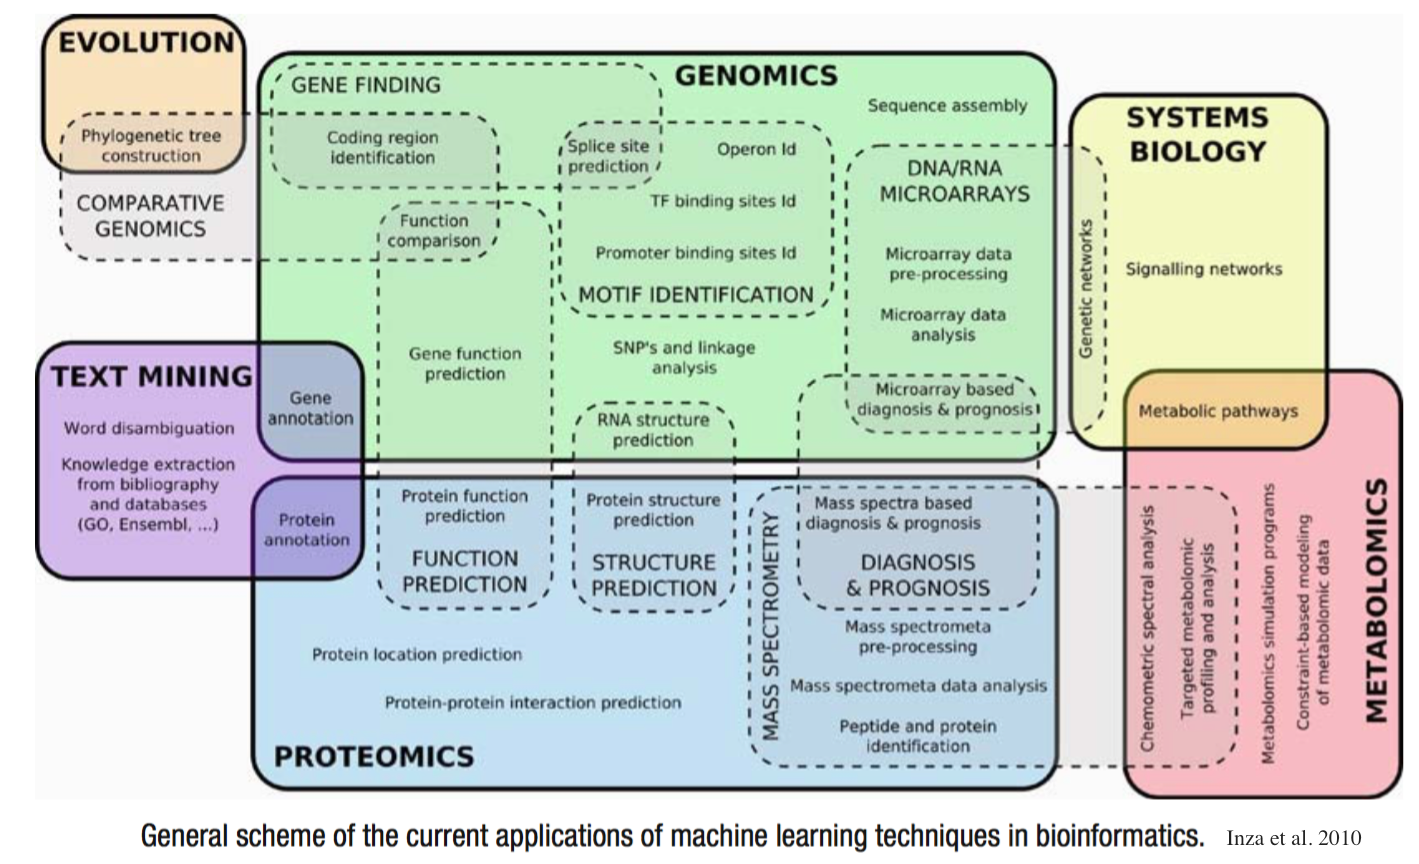 EVOLUTION
Phylogenetic tree
construction
COMPARATIVE
GENOMICS
GENOMICS
GENE FINDING
Coding region
identification
Splice site
prediction
Operon Id
TF binding sites Id
Promoter binding sites Id
MOTIF IDENTIFICATION
Sequence assembly
DNA/RNA
MICROARRAYS
Microarray data
pre-processing
Microarray data
analysis
Microarray based
diagnosis & prognosis
Function
comparison
Gene function
prediction
SNP's and linkage
analysis
RNA structure
prediction
SYSTEMS
BIOLOGY
Genetic networks
Signalling networks
Metabolic pathways
TEXT MINING
Word disambiguation
Knowledge extraction
from bibliography
and databases
(GO, Ensembl, ...)
Gene
annotation
Protein
annotation
Protein function
prediction
FUNCTION
PREDICTION
Protein structure
prediction
STRUCTURE
PREDICTION
MASS SPECTROMETRY
Mass spectra based
diagnosis & prognosis
DIAGNOSIS
& PROGNOSIS
Mass spectrometa
pre-processing
Mass spectrometa data analysis
Peptide and protein
identification
Protein location prediction
Protein-protein interaction prediction
PROTEOMICS
Chemometric spectral analysis
Targeted metabolomic
profiling and analysis
Metabolomics simulation programs
Constraint-based modeling
of metabolomic data
METABOLOMICS
General scheme of the current applications of machine learning techniques in bioinformatics. Inza et al. 2010